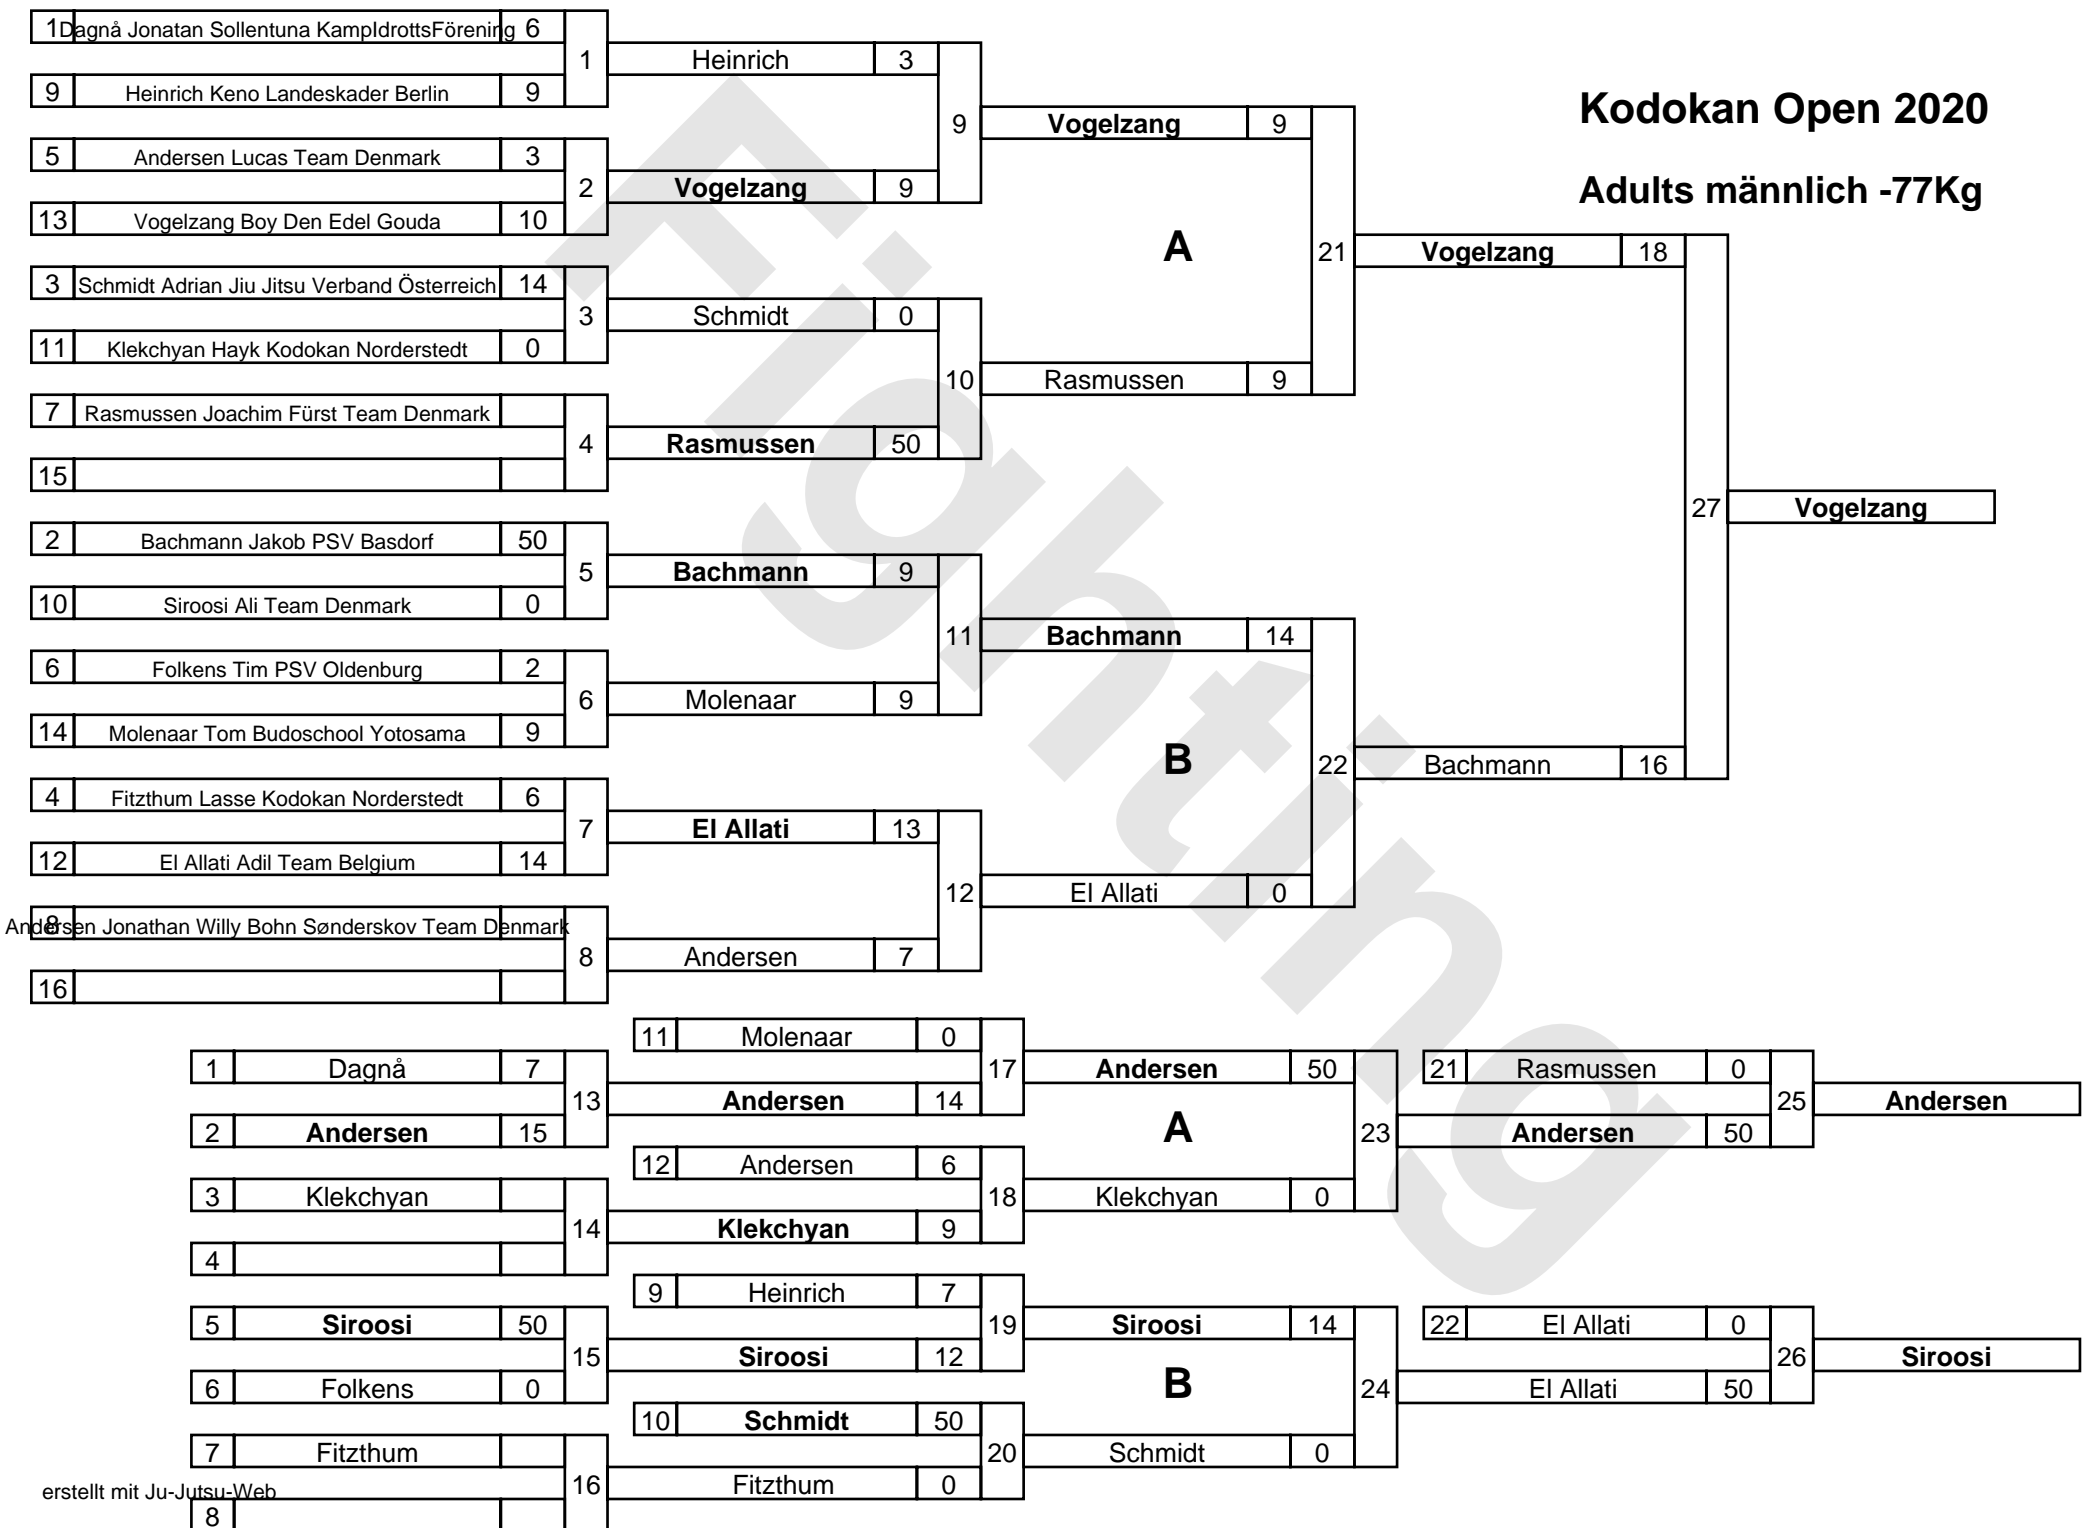 Kodokan Open 2020
Adults männlich -77Kg
Fighting
1 Dagnå Jonatan Sollentuna KampIdrottsFörening 6
9 Heinrich Keno Landeskader Berlin 9
1
5 Andersen Lucas Team Denmark 3
13 Vogelzang Boy Den Edel Gouda 10
2
3 Schmidt Adrian Jiu Jitsu Verband Österreich 14
11 Klekchyan Hayk Kodokan Norderstedt 0
3
7 Rasmussen Joachim Fürst Team Denmark
15
4
2 Bachmann Jakob PSV Basdorf 50
10 Siroosi Ali Team Denmark 0
5
6 Folkens Tim PSV Oldenburg 2
14 Molenaar Tom Budoschool Yotosama 9
6
4 Fitzthum Lasse Kodokan Norderstedt 6
12 El Allati Adil Team Belgium 14
7
8 Andersen Jonathan Willy Bohn Sønderskov Team Denmark
16
8
Heinrich 3
Vogelzang 9
9
Schmidt 0
Rasmussen 50
10
Bachmann 9
Molenaar 9
11
El Allati 13
Andersen 7
12
Vogelzang 9
A
Rasmussen 9
21
Bachmann 14
B
El Allati 0
22
Vogelzang 18
Bachmann 16
27
Vogelzang
1 Dagnå 7
2 Andersen 15
13
3 Klekchyan
4
14
5 Siroosi 50
6 Folkens 0
15
7 Fitzthum
8
16
11 Molenaar 0
Andersen 14
17
12 Andersen 6
Klekchyan 9
18
9 Heinrich 7
Siroosi 12
19
10 Schmidt 50
Fitzthum 0
20
Andersen 50
A
Klekchyan 0
23
Siroosi 14
B
Schmidt 0
24
21 Rasmussen 0
Andersen 50
25
Andersen
22 El Allati 0
El Allati 50
26
Siroosi
erstellt mit Ju-Jutsu-Web